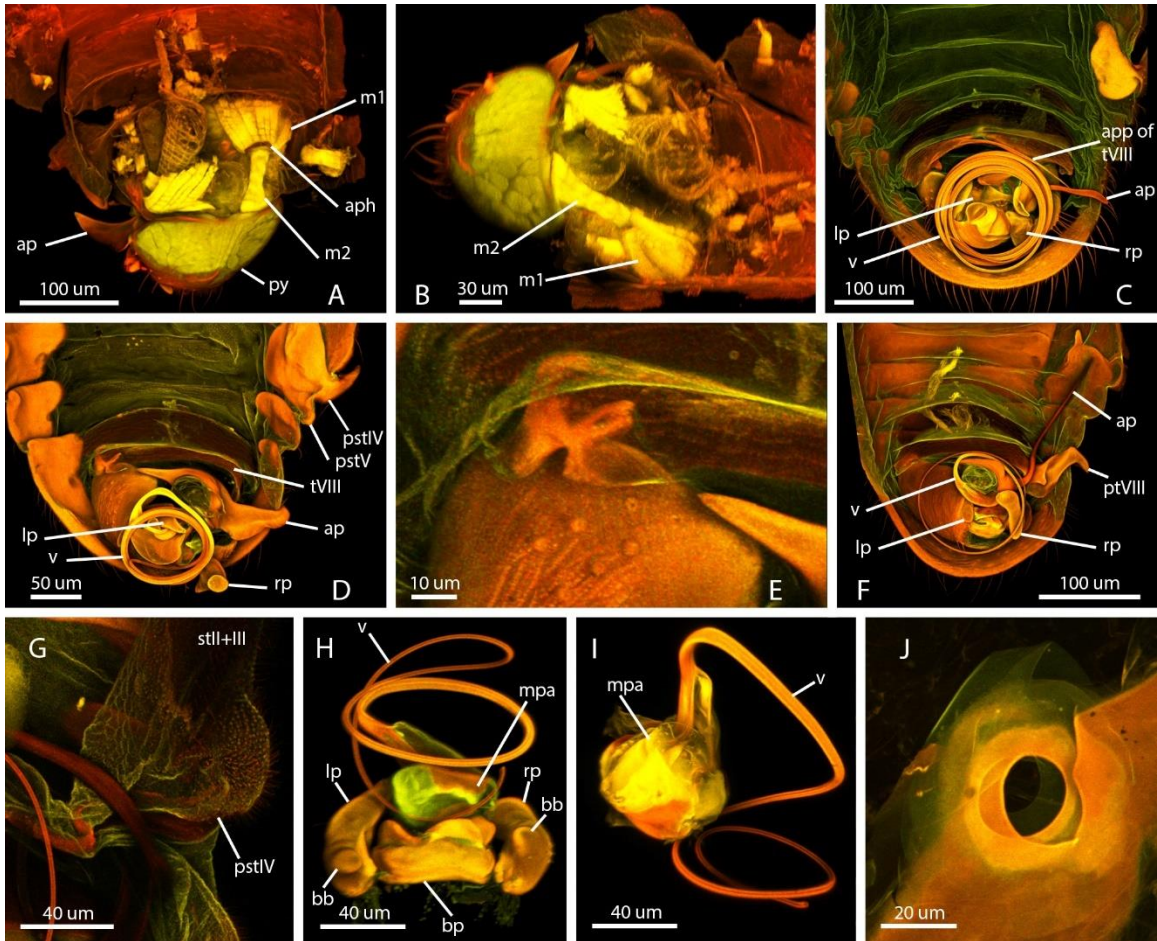 m1
aph
ap
m2
py
100 um
A
m2
m1
B
30 um
app of
tVIII
ap
lp
v
rp
100 um
C
pstIV
pstV
tVIII
ap
lp
v
rp
50 um
D
10 um
E
ap
ptVIII
v
lp
rp
F
100 um
G
stII+III
pstIV
40 um
H
v
mpa
lp
rp
bb
bb
bp
40 um
I
mpa
v
40 um
J
20 um